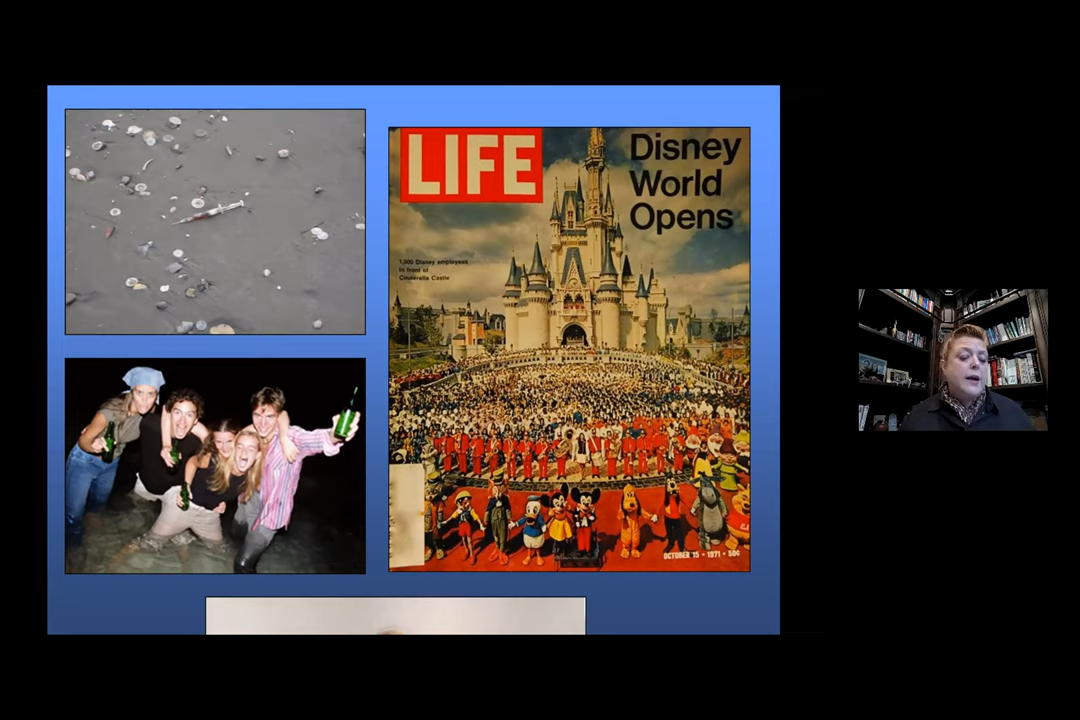 LIFE
Disney
World
Opens
1,500 Disney employees
in front of
Cinderella Castle
OCTOBER 15 • 1971 • 50¢